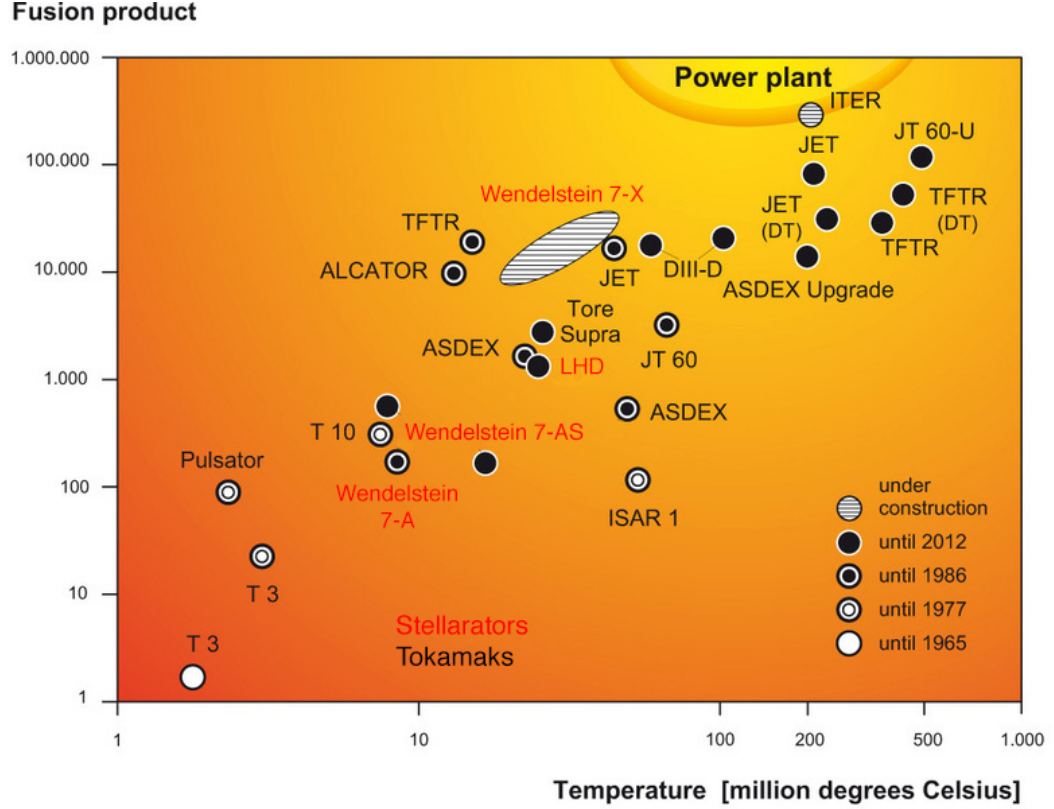 Fusion product
1.000.000
100.000
10.000
1.000
100
10
1
Power plant
ITER
JET
JT 60-U
Wendelstein 7-X
TFTR
JET
(DT)
TFTR
(DT)
TFTR
ALCATOR
JET
DIII-D
ASDEX Upgrade
Tore
Supra
ASDEX
LHD
JT 60
ASDEX
T 10
Wendelstein 7-AS
Pulsator
Wendelstein
7-A
ISAR 1
T 3
T 3
Stellarators
Tokamaks
under
construction
until 2012
until 1986
until 1977
until 1965
1
10
100
200
500
1.000
Temperature [million degrees Celsius]